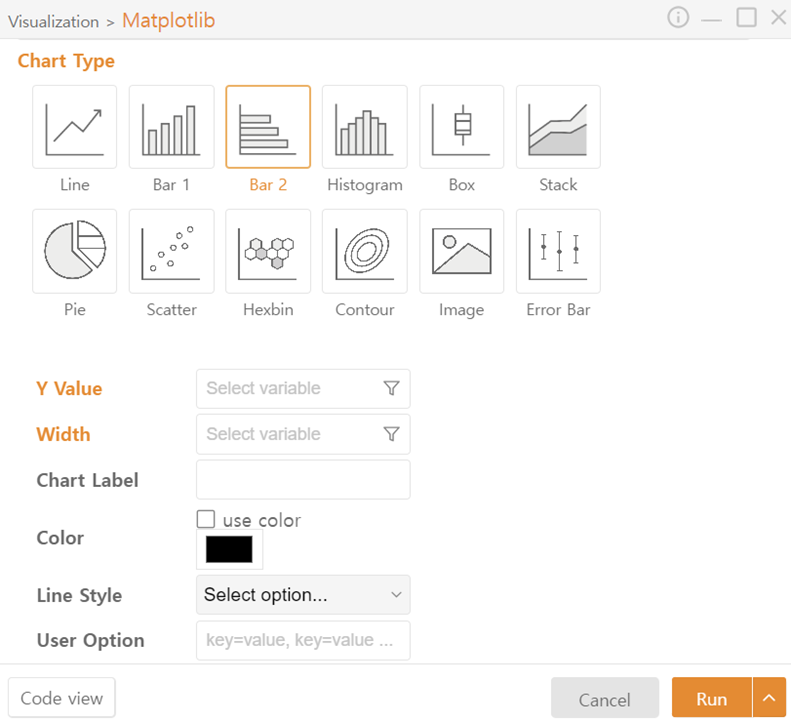 Visualization > Matplotlib
Chart Type
Line Bar 1 Bar 2 Histogram Box Stack
Pie Scatter Hexbin Contour Image Error Bar
Y Value Select variable
Width Select variable
Chart Label
Color use color
Line Style Select option...
User Option key=value, key=value ...
Code view Cancel Run